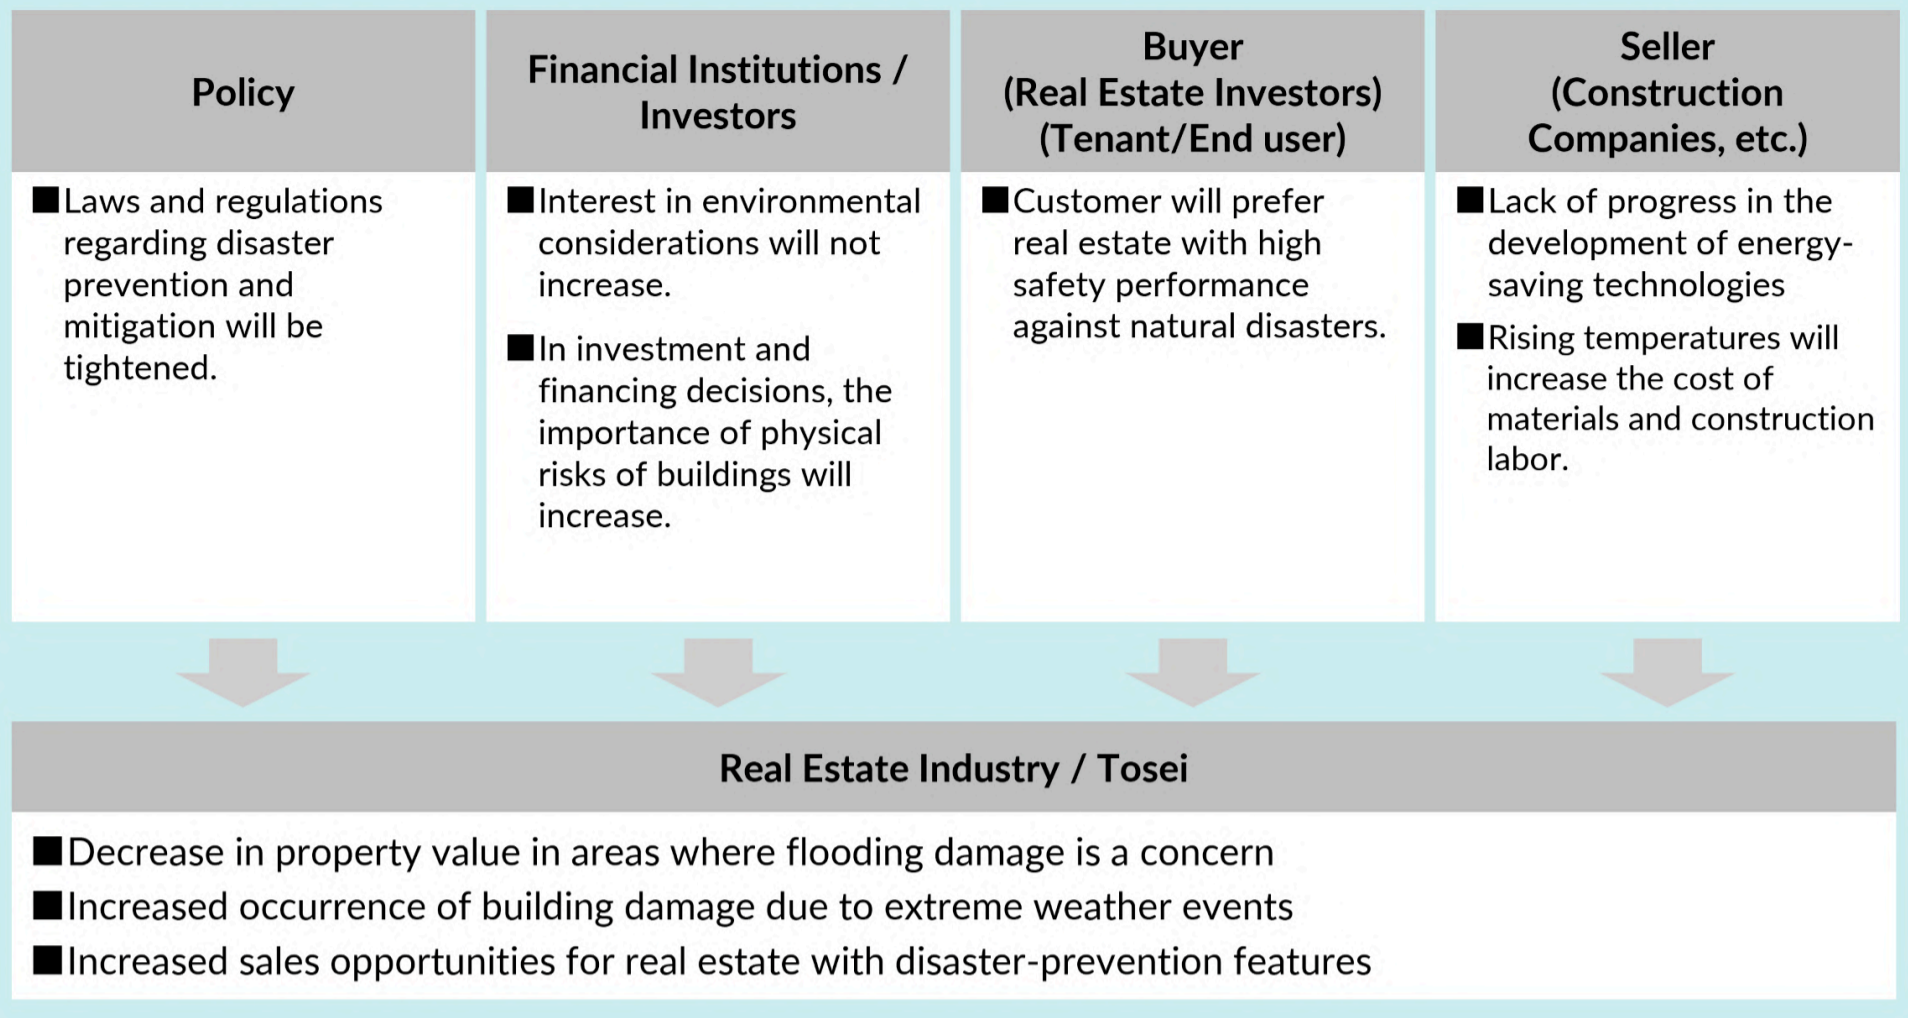 Policy
■Laws and regulations
regarding disaster
prevention and
mitigation will be
tightened.
Financial Institutions /
Investors
■Interest in environmental
considerations will not
increase.
■In investment and
financing decisions, the
importance of physical
risks of buildings will
increase.
Buyer
(Real Estate Investors)
(Tenant/End user)
■Customer will prefer
real estate with high
safety performance
against natural disasters.
Seller
(Construction
Companies, etc.)
■Lack of progress in the
development of energy-
saving technologies
■Rising temperatures will
increase the cost of
materials and construction
labor.
Real Estate Industry / Tosei
■Decrease in property value in areas where flooding damage is a concern
■Increased occurrence of building damage due to extreme weather events
■Increased sales opportunities for real estate with disaster-prevention features